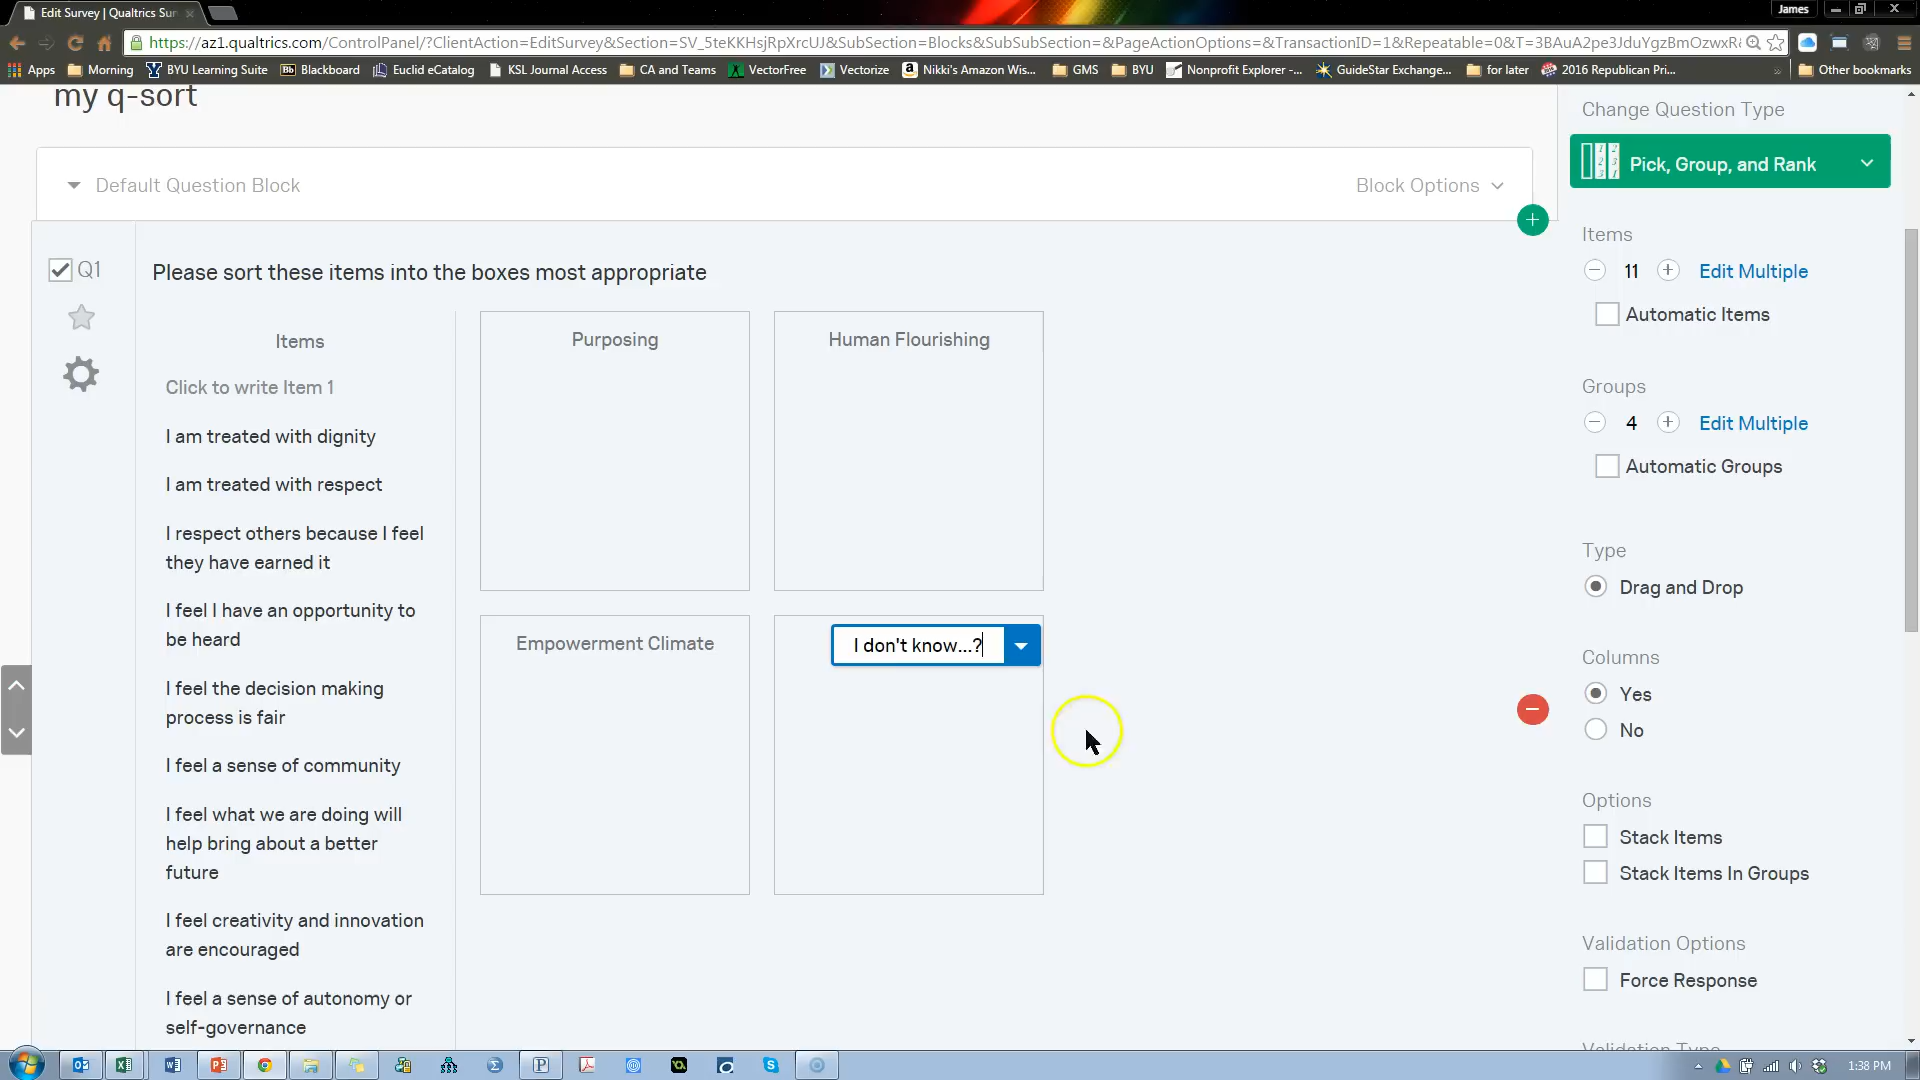 Edit Survey | Qualtrics Sur
James
https://az1.qualtrics.com/ControlPanel/?ClientAction=EditSurvey&Section=SV_5teKKHsjRpXrcUJ&SubSection=Blocks&SubSubSection=&PageActionOptions=&TransactionID=1&Repeatable=0&T=3BAuA2pe3JduYgzBmOzwxR
Apps Morning BYU Learning Suite Blackboard Euclid eCatalog KSL Journal Access CA and Teams VectorFree Vectorize Nikki's Amazon Wis... GMS BYU Nonprofit Explorer -... GuideStar Exchange... for later 2016 Republican Pri... » Other bookmarks
my q-sort
Change Question Type
Pick, Group, and Rank
Default Question Block
Block Options
Items
11 Edit Multiple
Automatic Items
Groups
4 Edit Multiple
Automatic Groups
Type
Drag and Drop
Columns
Yes
No
Options
Stack Items
Stack Items In Groups
Validation Options
Force Response
Validation Type
Q1
Please sort these items into the boxes most appropriate
Items
Click to write Item 1
I am treated with dignity
I am treated with respect
I respect others because I feel
they have earned it
I feel I have an opportunity to
be heard
I feel the decision making
process is fair
I feel a sense of community
I feel what we are doing will
help bring about a better
future
I feel creativity and innovation
are encouraged
I feel a sense of autonomy or
self-governance
Purposing
Human Flourishing
Empowerment Climate
I don't know...?
1:38 PM